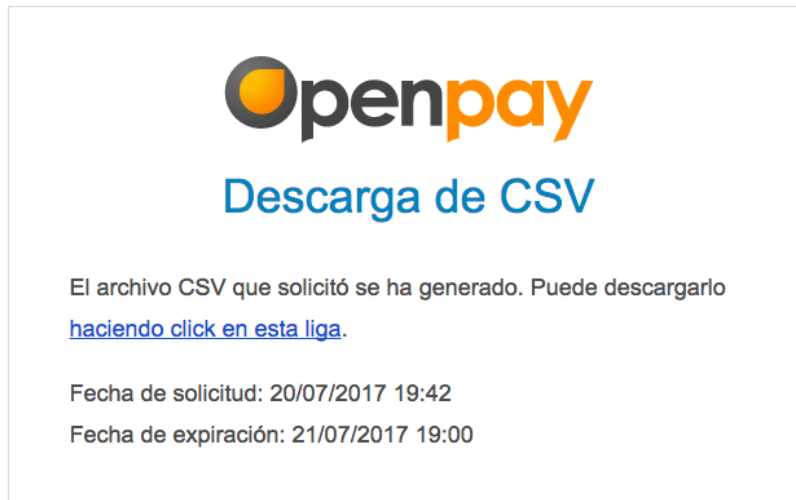 Openpay
Descarga de CSV
El archivo CSV que solicitó se ha generado. Puede descargarlo
haciendo click en esta liga.
Fecha de solicitud: 20/07/2017 19:42
Fecha de expiración: 21/07/2017 19:00